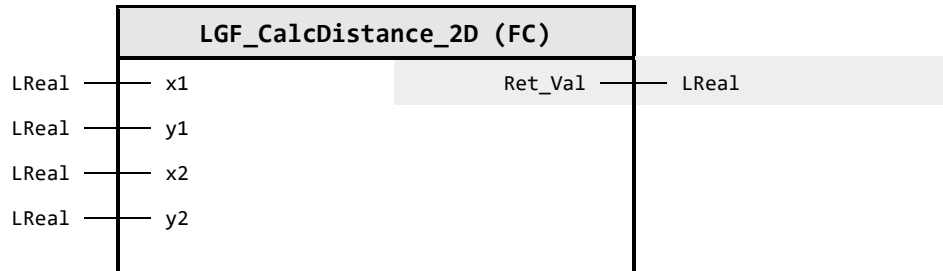 LGF_CalcDistance_2D (FC)
LReal x1 Ret_Val LReal
LReal y1
LReal x2
LReal y2